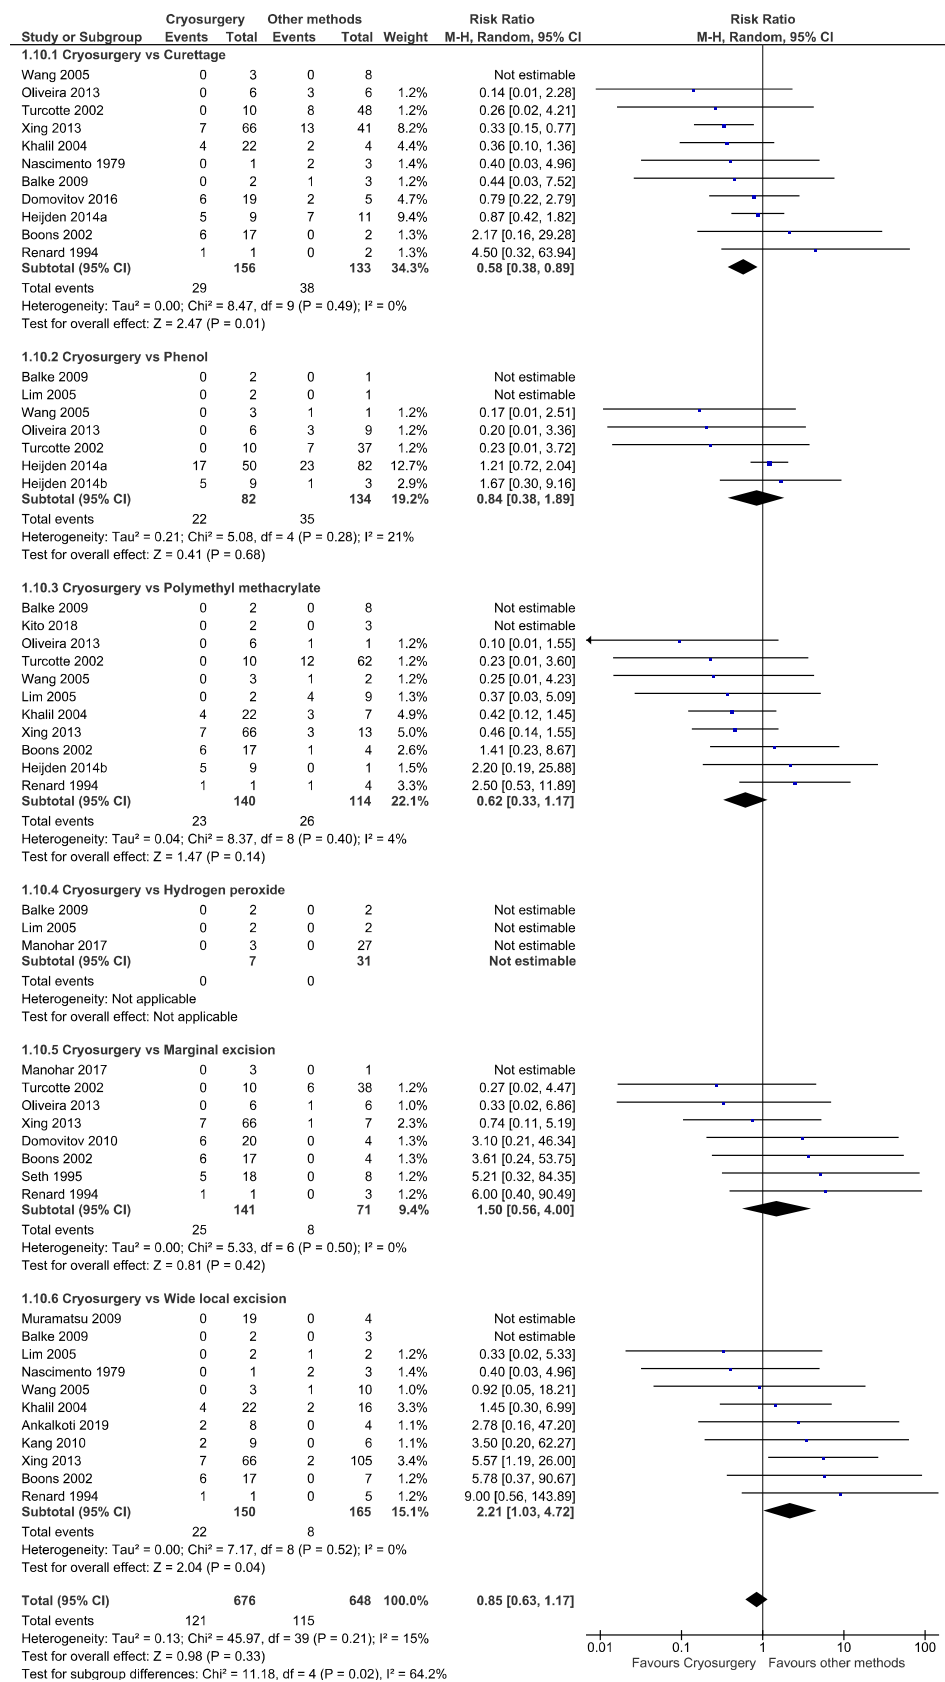 Cryosurgery Other methods Risk Ratio Risk Ratio
Study or Subgroup Events Total Events Total Weight M-H, Random, 95% CI M-H, Random, 95% CI
1.10.1 Cryosurgery vs Curettage
Wang 2005 0 3 0 8 Not estimable
Oliveira 2013 0 6 3 6 1.2% 0.14 [0.01, 2.28]
Turcotte 2002 0 10 8 48 1.2% 0.26 [0.02, 4.21]
Xing 2013 7 66 13 41 8.2% 0.33 [0.15, 0.77]
Khalil 2004 4 22 2 4 4.4% 0.36 [0.10, 1.36]
Nascimento 1979 0 1 2 3 1.4% 0.40 [0.03, 4.96]
Balke 2009 0 2 1 3 1.2% 0.44 [0.03, 7.52]
Domovitov 2016 6 19 2 5 4.7% 0.79 [0.22, 2.79]
Heijden 2014a 5 9 7 11 9.4% 0.87 [0.42, 1.82]
Boons 2002 6 17 0 2 1.3% 2.17 [0.16, 29.28]
Renard 1994 1 1 0 2 1.3% 4.50 [0.32, 63.94]
Subtotal (95% CI) 156 133 34.3% 0.58 [0.38, 0.89]
Total events 29 38
Heterogeneity: Tau² = 0.00; Chi² = 8.47, df = 9 (P = 0.49); I² = 0%
Test for overall effect: Z = 2.47 (P = 0.01)
1.10.2 Cryosurgery vs Phenol
Balke 2009 0 2 0 1 Not estimable
Lim 2005 0 2 0 1 Not estimable
Wang 2005 0 3 1 1 1.2% 0.17 [0.01, 2.51]
Oliveira 2013 0 6 3 9 1.2% 0.20 [0.01, 3.36]
Turcotte 2002 0 10 7 37 1.2% 0.23 [0.01, 3.72]
Heijden 2014a 17 50 23 82 12.7% 1.21 [0.72, 2.04]
Heijden 2014b 5 9 1 3 2.9% 1.67 [0.30, 9.16]
Subtotal (95% CI) 82 134 19.2% 0.84 [0.38, 1.89]
Total events 22 35
Heterogeneity: Tau² = 0.21; Chi² = 5.08, df = 4 (P = 0.28); I² = 21%
Test for overall effect: Z = 0.41 (P = 0.68)
1.10.3 Cryosurgery vs Polymethyl methacrylate
Balke 2009 0 2 0 8 Not estimable
Kito 2018 0 2 0 3 Not estimable
Oliveira 2013 0 6 1 1 1.2% 0.10 [0.01, 1.55]
Turcotte 2002 0 10 12 62 1.2% 0.23 [0.01, 3.60]
Wang 2005 0 3 1 2 1.2% 0.25 [0.01, 4.23]
Lim 2005 0 2 4 9 1.3% 0.37 [0.03, 5.09]
Khalil 2004 4 22 3 7 4.9% 0.42 [0.12, 1.45]
Xing 2013 7 66 3 13 5.0% 0.46 [0.14, 1.55]
Boons 2002 6 17 1 4 2.6% 1.41 [0.23, 8.67]
Heijden 2014b 5 9 0 1 1.5% 2.20 [0.19, 25.88]
Renard 1994 1 1 1 4 3.3% 2.50 [0.53, 11.89]
Subtotal (95% CI) 140 114 22.1% 0.62 [0.33, 1.17]
Total events 23 26
Heterogeneity: Tau² = 0.04; Chi² = 8.37, df = 8 (P = 0.40); I² = 4%
Test for overall effect: Z = 1.47 (P = 0.14)
1.10.4 Cryosurgery vs Hydrogen peroxide
Balke 2009 0 2 0 2 Not estimable
Lim 2005 0 2 0 2 Not estimable
Manohar 2017 0 3 0 27 Not estimable
Subtotal (95% CI) 7 31 Not estimable
Total events 0 0
Heterogeneity: Not applicable
Test for overall effect: Not applicable
1.10.5 Cryosurgery vs Marginal excision
Manohar 2017 0 3 0 1 Not estimable
Turcotte 2002 0 10 6 38 1.2% 0.27 [0.02, 4.47]
Oliveira 2013 0 6 1 6 1.0% 0.33 [0.02, 6.86]
Xing 2013 7 66 1 7 2.3% 0.74 [0.11, 5.19]
Domovitov 2010 6 20 0 4 1.3% 3.10 [0.21, 46.34]
Boons 2002 6 17 0 4 1.2% 3.61 [0.24, 53.75]
Seth 1995 5 18 0 8 1.2% 5.21 [0.32, 84.35]
Renard 1994 1 1 0 3 1.2% 6.00 [0.40, 90.49]
Subtotal (95% CI) 141 71 9.4% 1.50 [0.56, 4.00]
Total events 25 8
Heterogeneity: Tau² = 0.00; Chi² = 5.33, df = 6 (P = 0.50); I² = 0%
Test for overall effect: Z = 0.81 (P = 0.42)
1.10.6 Cryosurgery vs Wide local excision
Muramatsu 2009 0 19 0 4 Not estimable
Balke 2009 0 2 0 3 Not estimable
Lim 2005 0 2 1 2 1.2% 0.33 [0.02, 5.33]
Nascimento 1979 0 1 2 3 1.4% 0.40 [0.03, 4.96]
Wang 2005 0 3 1 10 1.0% 0.92 [0.05, 18.21]
Khalil 2004 4 22 2 16 3.3% 1.45 [0.30, 6.99]
Ankalkoti 2019 2 8 0 4 1.1% 2.78 [0.16, 47.20]
Kang 2010 2 9 0 6 1.1% 3.50 [0.20, 62.27]
Xing 2013 7 66 2 105 3.4% 5.57 [1.19, 26.00]
Boons 2002 6 17 0 7 1.2% 5.78 [0.37, 90.67]
Renard 1994 1 1 0 5 1.2% 9.00 [0.56, 143.89]
Subtotal (95% CI) 150 165 15.1% 2.21 [1.03, 4.72]
Total events 22 8
Heterogeneity: Tau² = 0.00; Chi² = 7.17, df = 8 (P = 0.52); I² = 0%
Test for overall effect: Z = 2.04 (P = 0.04)
Total (95% CI) 676 648 100.0% 0.85 [0.63, 1.17]
Total events 121 115
Heterogeneity: Tau² = 0.13; Chi² = 45.97, df = 39 (P = 0.21); I² = 15%
Test for overall effect: Z = 0.98 (P = 0.33)
Test for subgroup differences: Chi² = 11.18, df = 4 (P = 0.02), I² = 64.2%
0.01 0.1 1 10 100
Favours Cryosurgery Favours other methods